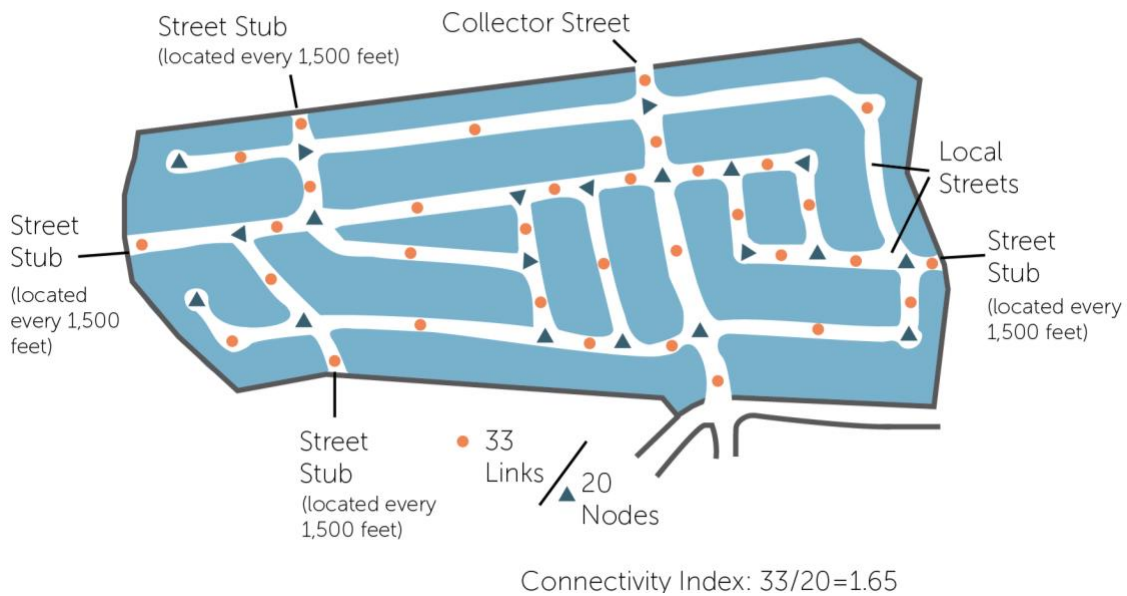 Street Stub
(located every 1,500 feet)
Collector Street
Local
Streets
Street
Stub
(located
every 1,500
feet)
Street
Stub
(located every
1,500 feet)
Street
Stub
(located every
1,500 feet)
33
Links
20
Nodes
Connectivity Index: 33/20=1.65